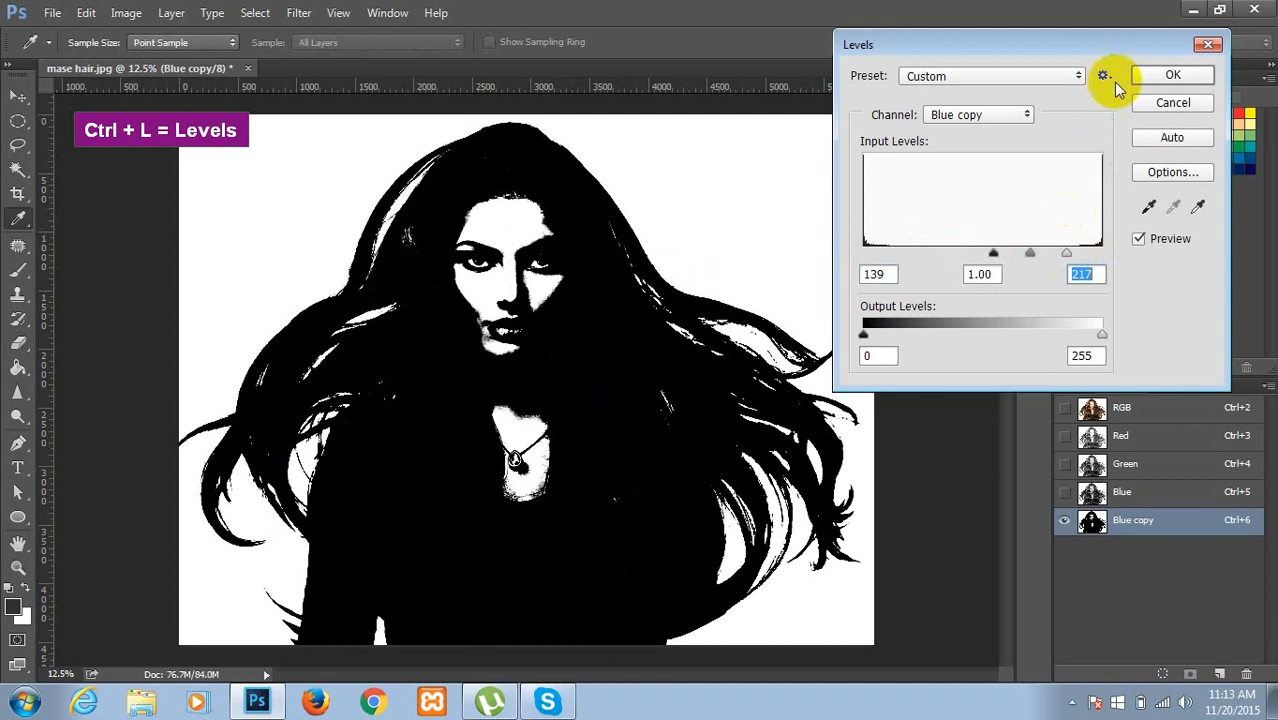 Ps File Edit Image Layer Type Select Filter View Window Help
Sample Size: Point Sample Sample: All Layers Show Sampling Ring
mase hair.jpg @ 12.5% (Blue copy/8) * ×
Ctrl + L = Levels
Levels
Preset: Custom OK
Cancel
Channel: Blue copy
Auto
Input Levels:
Options...
Preview
139 1.00 217
Output Levels:
0 255
RGB Ctrl+2
Red Ctrl+3
Green Ctrl+4
Blue Ctrl+5
Blue copy Ctrl+6
12.5% Doc: 76.7M/84.0M
11:13 AM
11/20/2015